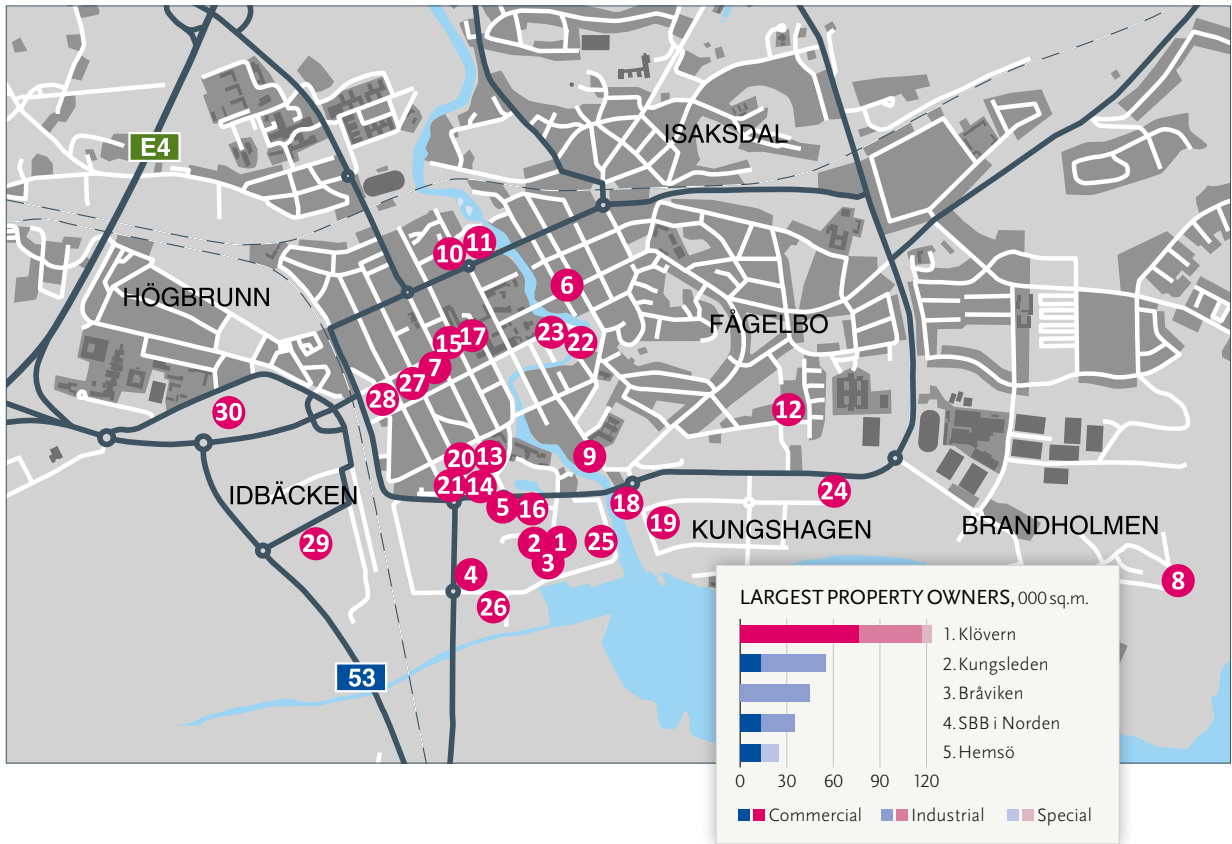 ISAKSDAL
E4
11
10
6
HÖGBRUNN
FÅGELBO
23
17
22
15
7
27
28
12
30
13
20
9
21
14
24
IDBÄCKEN
5
16
18
19
KUNGSHAGEN
BRANDHOLMEN
29
2
1
25
3
4
8
26
53
LARGEST PROPERTY OWNERS, 000 sq.m.
1. Klövern
2. Kungsleden
3. Bråviken
4. SBB i Norden
5. Hemsö
0 30 60 90 120
Commercial Industrial Special